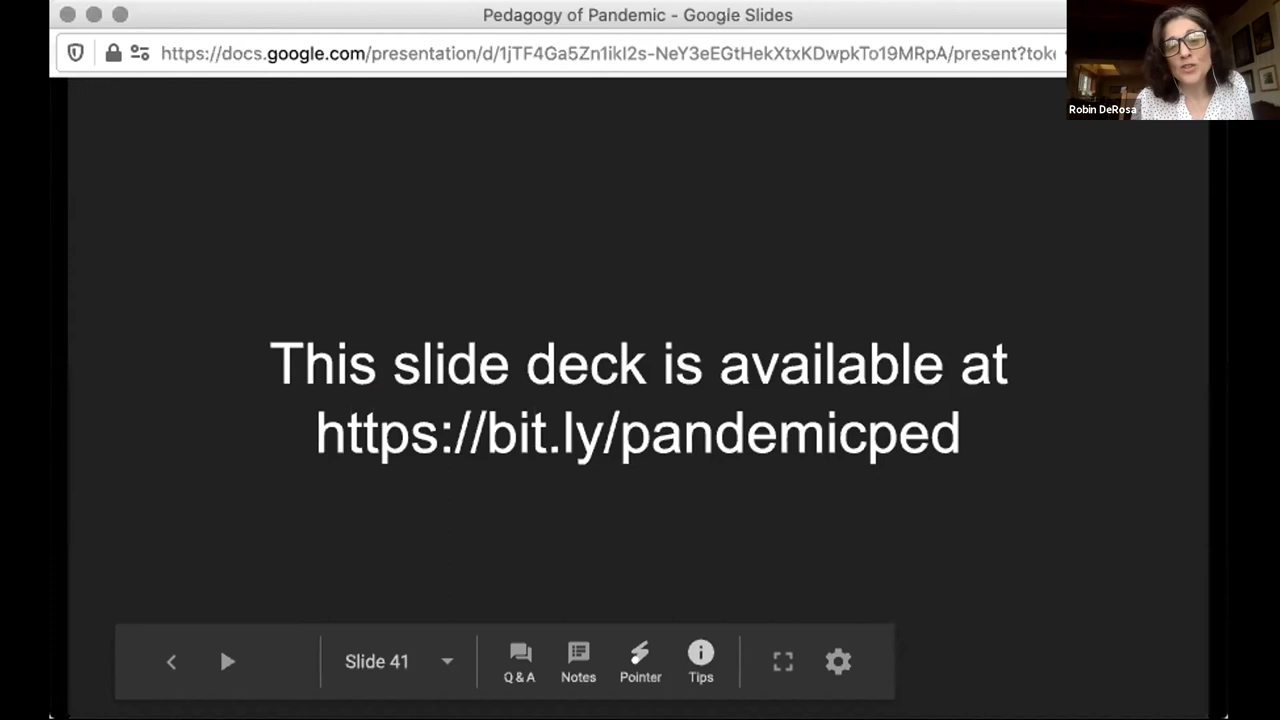 Pedagogy of Pandemic - Google Slides
https://docs.google.com/presentation/d/1jTF4Ga5Zn1ikI2s-NeY3eEGtHekXtxKDwpkTo19MRpA/present?toke
Robin DeRosa
This slide deck is available at
https://bit.ly/pandemicped
Slide 41
Q & A
Notes
Pointer
Tips